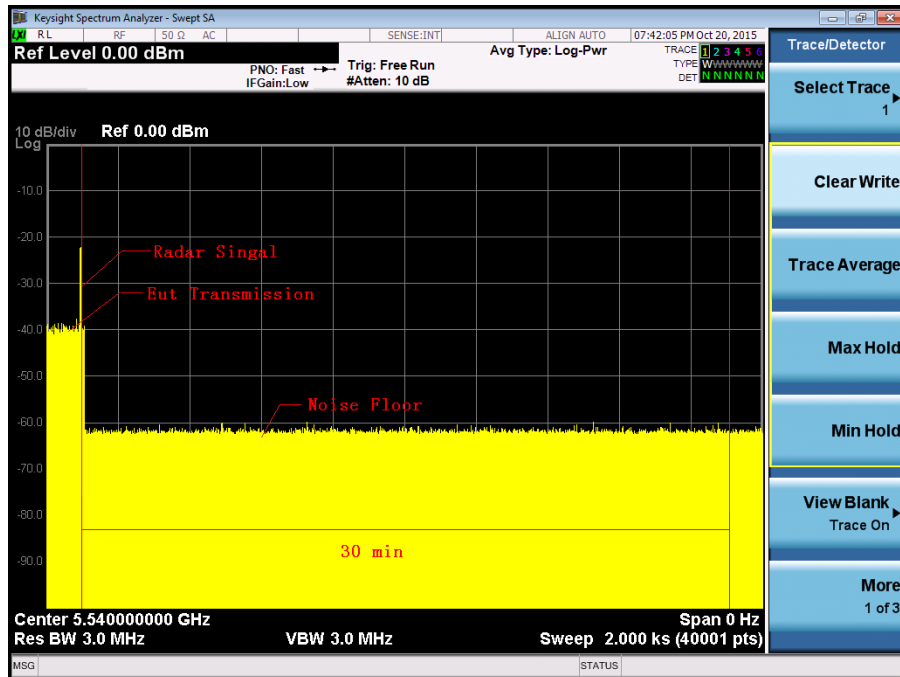 Keysight Spectrum Analyzer - Swept SA
LXI RL RF 50 Ω AC SENSE:INT ALIGN AUTO 07:42:05 PM Oct 20, 2015
Ref Level 0.00 dBm
PNO: Fast
IFGain:Low
Trig: Free Run
#Atten: 10 dB
Avg Type: Log-Pwr
TRACE 1 2 3 4 5 6
TYPE WWWWWWW
DET N N N N N N
10 dB/div Ref 0.00 dBm
Log
-10.0
-20.0
-30.0
-40.0
-50.0
-60.0
-70.0
-80.0
-90.0
Radar Singal
Eut Transmission
Noise Floor
30 min
Center 5.540000000 GHz Span 0 Hz
Res BW 3.0 MHz VBW 3.0 MHz Sweep 2.000 ks (40001 pts)
MSG STATUS
Trace/Detector
Select Trace
1
Clear Write
Trace Average
Max Hold
Min Hold
View Blank
Trace On
More
1 of 3